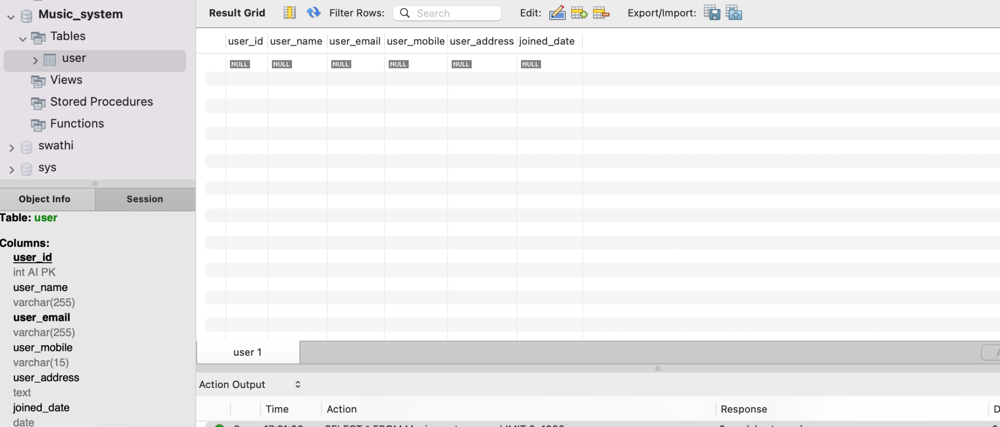 Music_system
Tables
user
Views
Stored Procedures
Functions
swathi
sys
Object Info Session
Table: user
Columns:
user_id
int AI PK
user_name
varchar(255)
user_email
varchar(255)
user_mobile
varchar(15)
user_address
text
joined_date
date
Result Grid Filter Rows: Search Edit: Export/Import:
user_id user_name user_email user_mobile user_address joined_date
NULL NULL NULL NULL NULL NULL
user 1
Action Output
Time Action Response